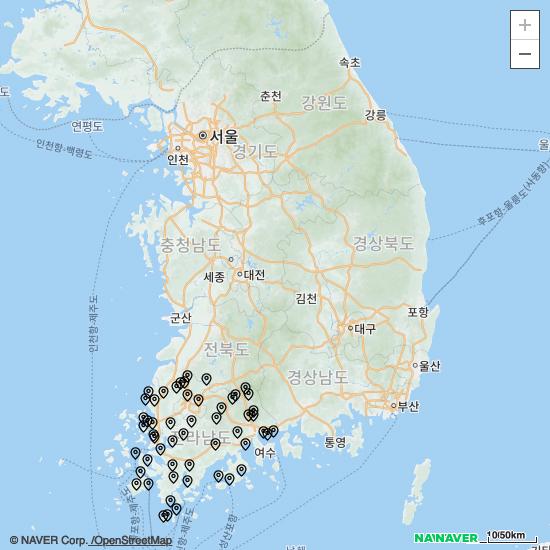 속초
춘천
강원도
강릉
도
연평도
서울
인천
경기도
울
인천항-백령도
후포항-울릉도(사동항)
충청남도
경상북도
세종
대전
김천
인천항-제주도
군산
포항
대구
전북도
울산
경상남도
부산
전라남도
여수
통영
© NAVER Corp. /OpenStreetMap
NAVER
10/50km